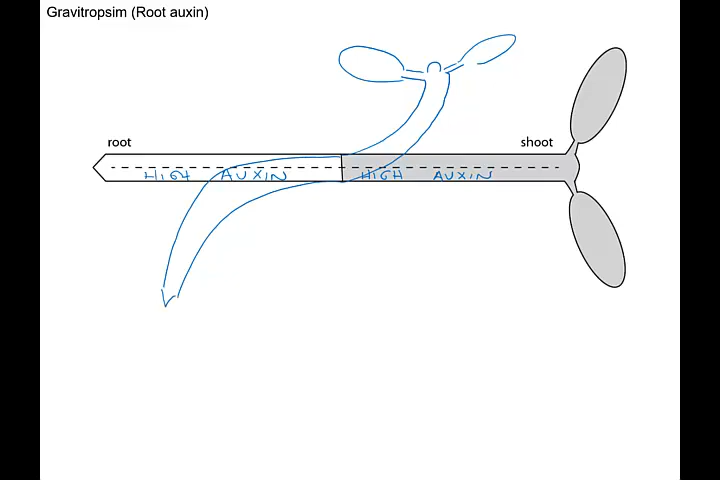 Gravitropsim (Root auxin)
root shoot
HIGH AUXIN HIGH AUXIN